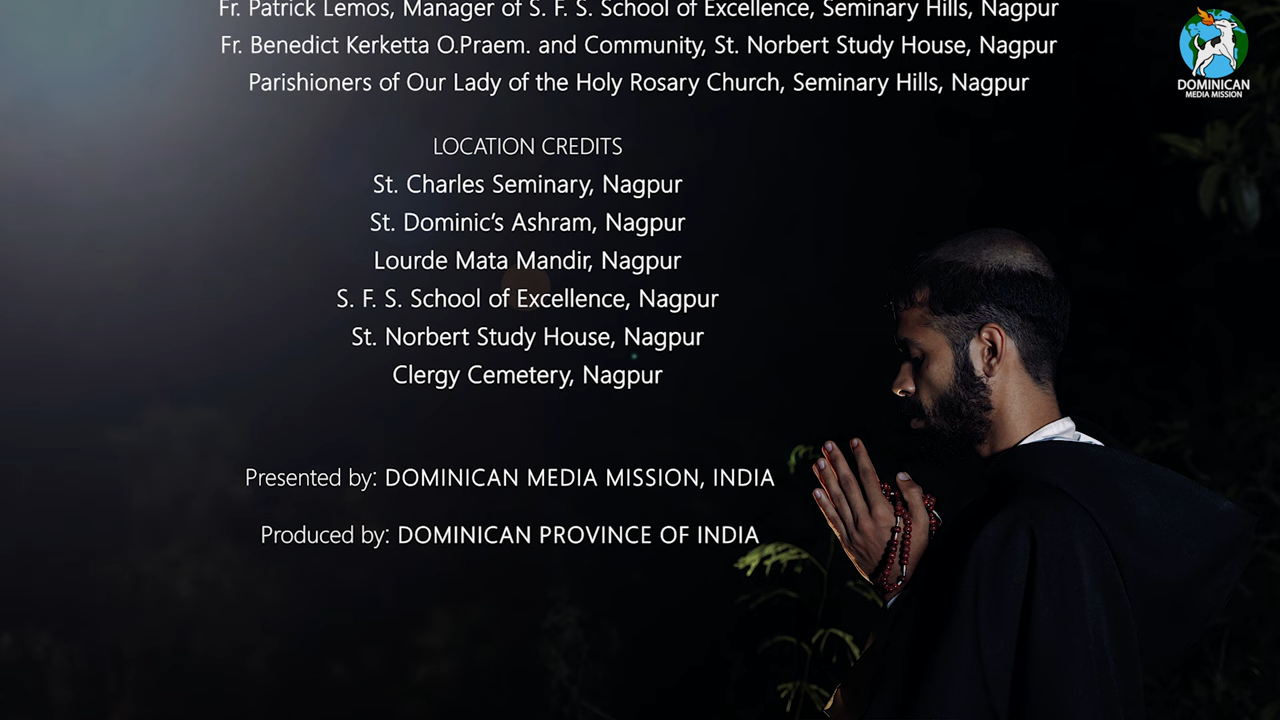 Fr. Patrick Lemos, Manager of S. F. S. School of Excellence, Seminary Hills, Nagpur
Fr. Benedict Kerketta O.Praem. and Community, St. Norbert Study House, Nagpur
Parishioners of Our Lady of the Holy Rosary Church, Seminary Hills, Nagpur
DOMINICAN
MEDIA MISSION
LOCATION CREDITS
St. Charles Seminary, Nagpur
St. Dominic’s Ashram, Nagpur
Lourde Mata Mandir, Nagpur
S. F. S. School of Excellence, Nagpur
St. Norbert Study House, Nagpur
Clergy Cemetery, Nagpur
Presented by: DOMINICAN MEDIA MISSION, INDIA
Produced by: DOMINICAN PROVINCE OF INDIA